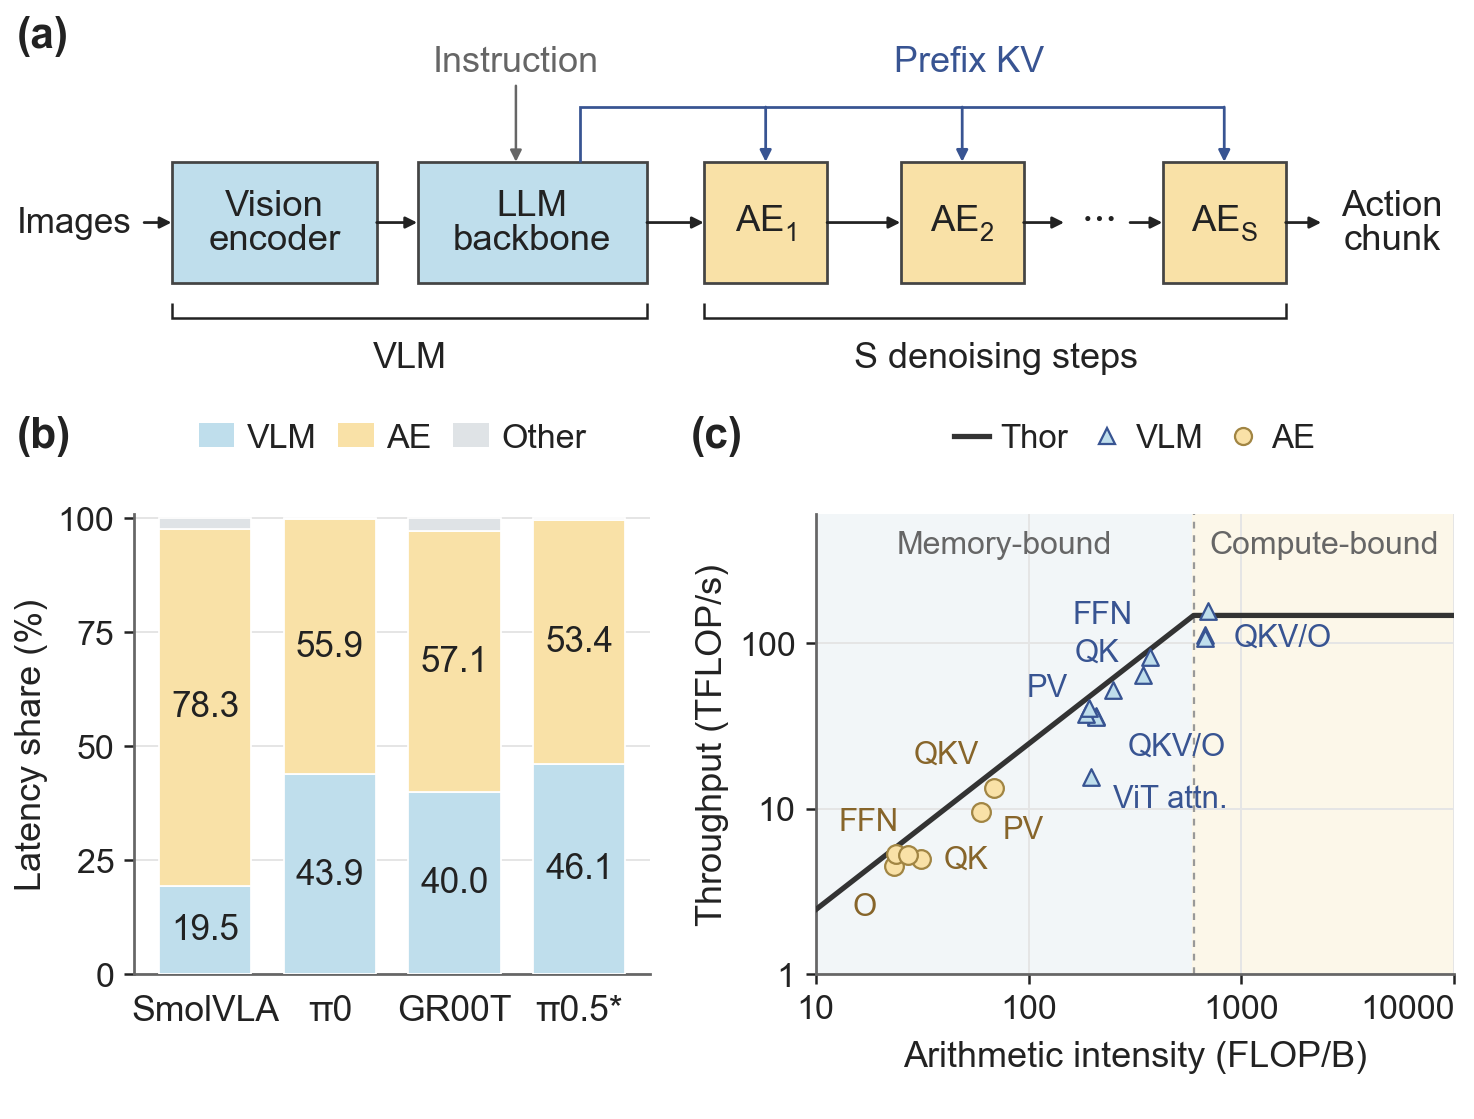 (a)
Instruction
Prefix KV
Images
Vision
encoder
LLM
backbone
AE1
AE2
...
AES
Action
chunk
VLM
S denoising steps
(b)
VLM
AE
Other
Latency share (%)
100
75
50
25
0
78.3
19.5
55.9
43.9
57.1
40.0
53.4
46.1
SmolVLA
π0
GR00T
π0.5*
(c)
Thor
VLM
AE
Memory-bound
Compute-bound
Throughput (TFLOP/s)
100
10
1
FFN
QK
PV
QKV/O
QKV/O
ViT attn.
QKV
FFN
PV
QK
O
10
100
1000
10000
Arithmetic intensity (FLOP/B)